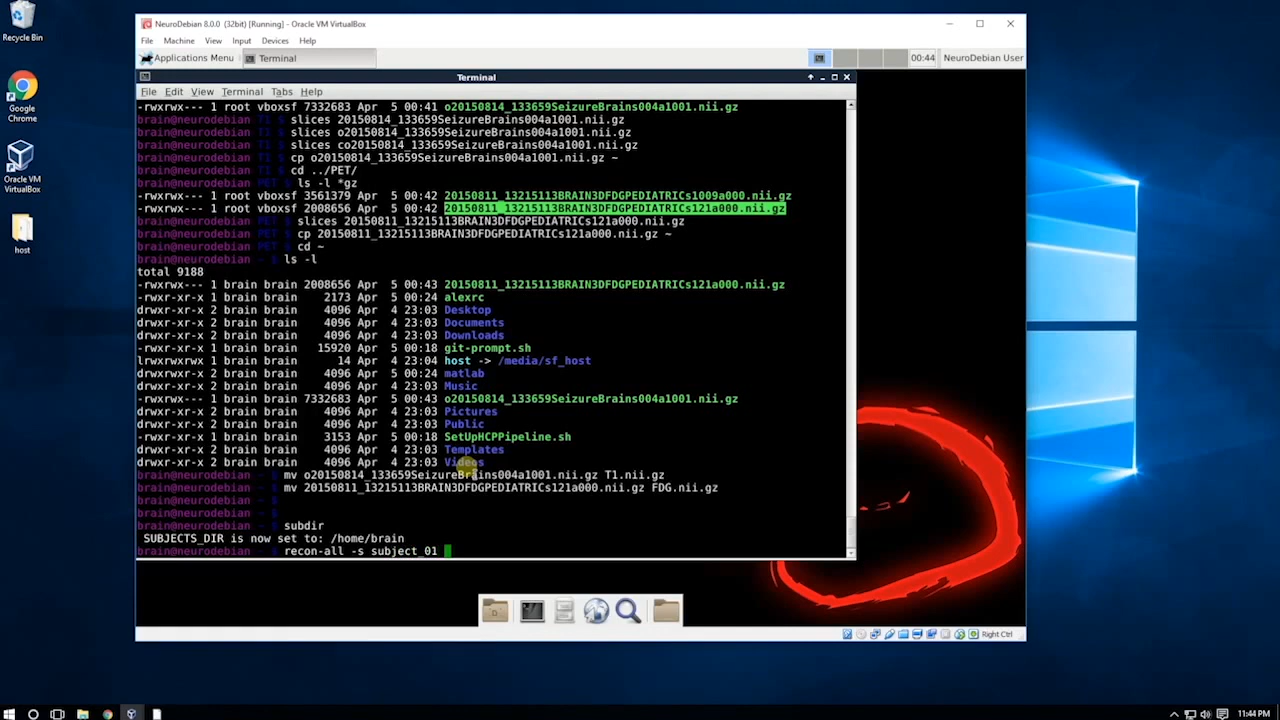 Recycle Bin
Google
Chrome
Oracle VM
VirtualBox
host
NeuroDebian 8.0.0 (32bit) [Running] - Oracle VM VirtualBox
File Machine View Input Devices Help
Applications Menu Terminal 00:44 NeuroDebian User
Terminal
File Edit View Terminal Tabs Help
-rwxrwx--- 1 root vboxsf 7332683 Apr 5 00:41 o20150814_133659SeizureBrains004a1001.nii.gz
brain@neurodebian T1 $ slices 20150814_133659SeizureBrains004a1001.nii.gz
brain@neurodebian T1 $ slices o20150814_133659SeizureBrains004a1001.nii.gz
brain@neurodebian T1 $ slices co20150814_133659SeizureBrains004a1001.nii.gz
brain@neurodebian T1 $ cp o20150814_133659SeizureBrains004a1001.nii.gz ~
brain@neurodebian T1 $ cd ../PET/
brain@neurodebian PET $ ls -l *gz
-rwxrwx--- 1 root vboxsf 3561379 Apr 5 00:42 20150811_13215113BRAIN3DFDGPEDIATRICs1009a000.nii.gz
-rwxrwx--- 1 root vboxsf 2008656 Apr 5 00:42 20150811_13215113BRAIN3DFDGPEDIATRICs121a000.nii.gz
brain@neurodebian PET $ slices 20150811_13215113BRAIN3DFDGPEDIATRICs121a000.nii.gz
brain@neurodebian PET $ cp 20150811_13215113BRAIN3DFDGPEDIATRICs121a000.nii.gz ~
brain@neurodebian PET $ cd ~
brain@neurodebian ~ $ ls -l
total 9188
-rwxrwx--- 1 brain brain 2008656 Apr 5 00:43 20150811_13215113BRAIN3DFDGPEDIATRICs121a000.nii.gz
-rwxr-xr-x 1 brain brain 2173 Apr 5 00:24 alexrc
drwxr-xr-x 2 brain brain 4096 Apr 4 23:03 Desktop
drwxr-xr-x 2 brain brain 4096 Apr 4 23:03 Documents
drwxr-xr-x 2 brain brain 4096 Apr 4 23:03 Downloads
-rwxr-xr-x 1 brain brain 15920 Apr 5 00:18 git-prompt.sh
lrwxrwxrwx 1 brain brain 14 Apr 4 23:04 host -> /media/sf_host
drwxr-xr-x 2 brain brain 4096 Apr 5 00:24 matlab
drwxr-xr-x 2 brain brain 4096 Apr 4 23:03 Music
-rwxrwx--- 1 brain brain 7332683 Apr 5 00:43 o20150814_133659SeizureBrains004a1001.nii.gz
drwxr-xr-x 2 brain brain 4096 Apr 4 23:03 Pictures
drwxr-xr-x 2 brain brain 4096 Apr 4 23:03 Public
-rwxr-xr-x 1 brain brain 3153 Apr 5 00:18 SetUpHCPPipeline.sh
drwxr-xr-x 2 brain brain 4096 Apr 4 23:03 Templates
drwxr-xr-x 2 brain brain 4096 Apr 4 23:03 Videos
brain@neurodebian ~ $ mv o20150814_133659SeizureBrains004a1001.nii.gz T1.nii.gz
brain@neurodebian ~ $ mv 20150811_13215113BRAIN3DFDGPEDIATRICs121a000.nii.gz FDG.nii.gz
brain@neurodebian ~ $
brain@neurodebian ~ $
brain@neurodebian ~ $ subdir
SUBJECTS_DIR is now set to: /home/brain
brain@neurodebian ~ $ recon-all -s subject_01
Right Ctrl
11:44 PM